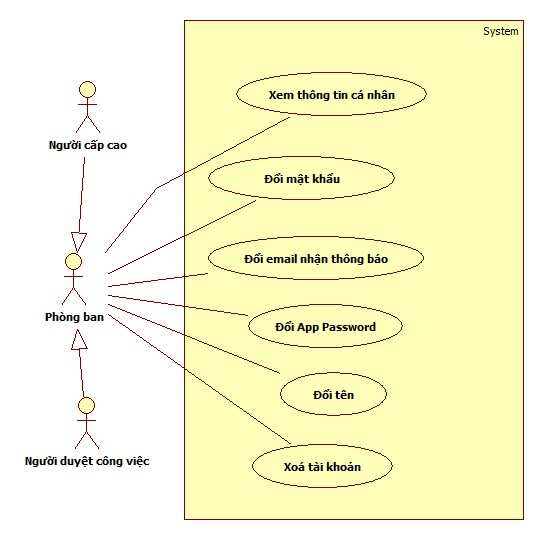 System
Xem thông tin cá nhân
Người cấp cao
Đổi mật khẩu
Đổi email nhận thông báo
Phòng ban
Đổi App Password
Đổi tên
Người duyệt công việc
Xoá tài khoản